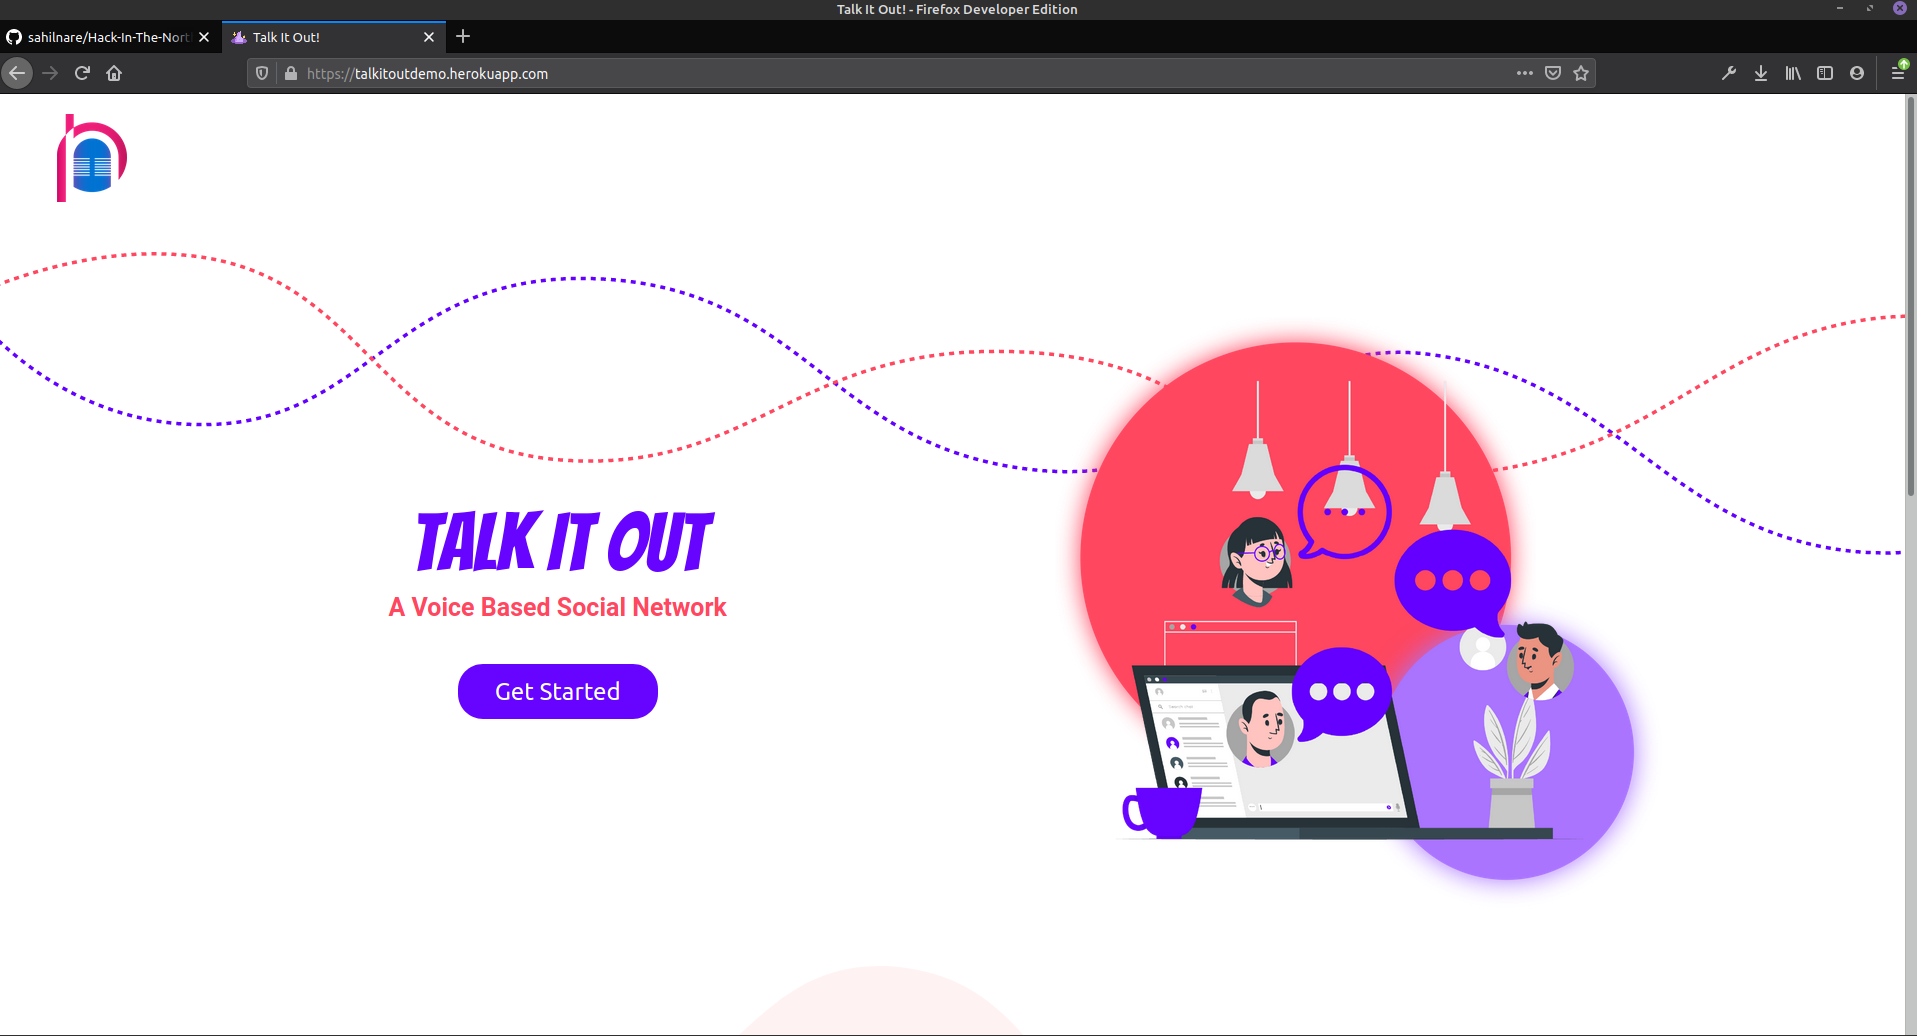 Talk It Out! - Firefox Developer Edition
sahilnare/Hack-In-The-Nort
Talk It Out!
https://talkitoutdemo.herokuapp.com
TALK IT OUT
A Voice Based Social Network
Get Started